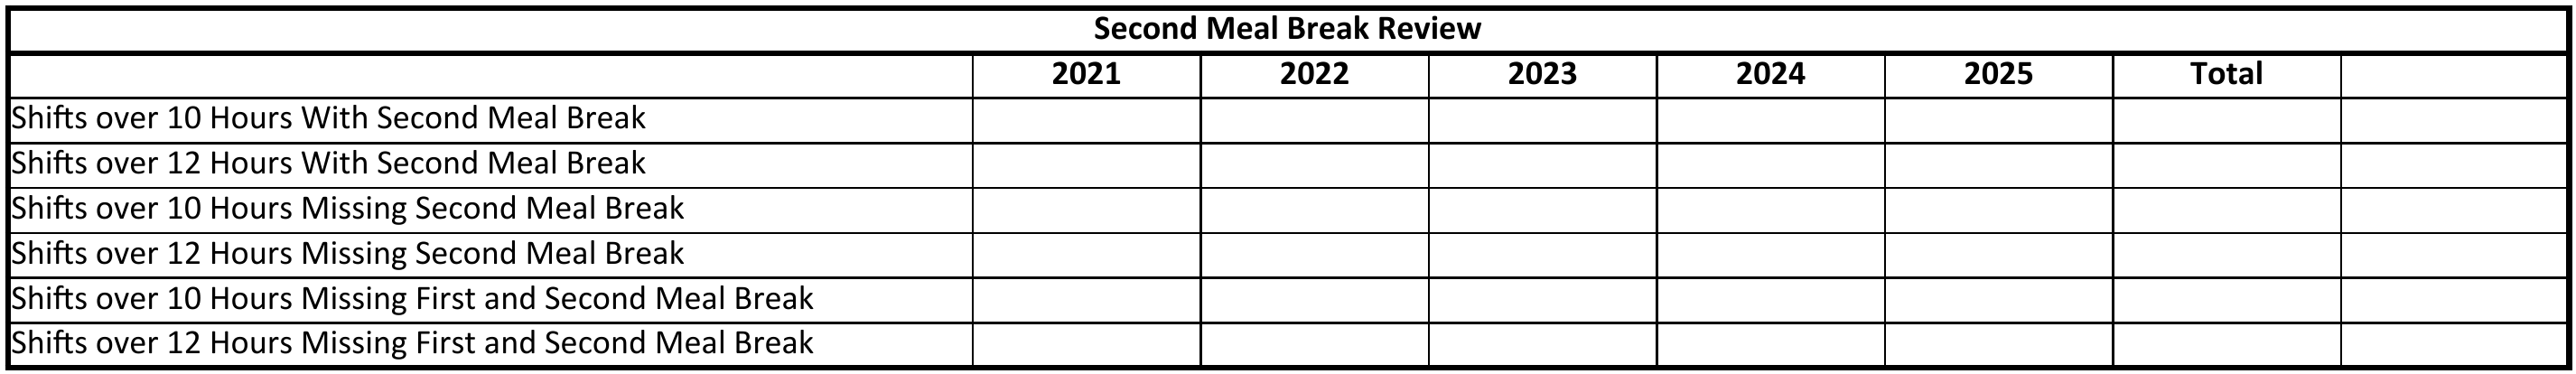 Second Meal Break Review
2021 2022 2023 2024 2025 Total
Shifts over 10 Hours With Second Meal Break
Shifts over 12 Hours With Second Meal Break
Shifts over 10 Hours Missing Second Meal Break
Shifts over 12 Hours Missing Second Meal Break
Shifts over 10 Hours Missing First and Second Meal Break
Shifts over 12 Hours Missing First and Second Meal Break